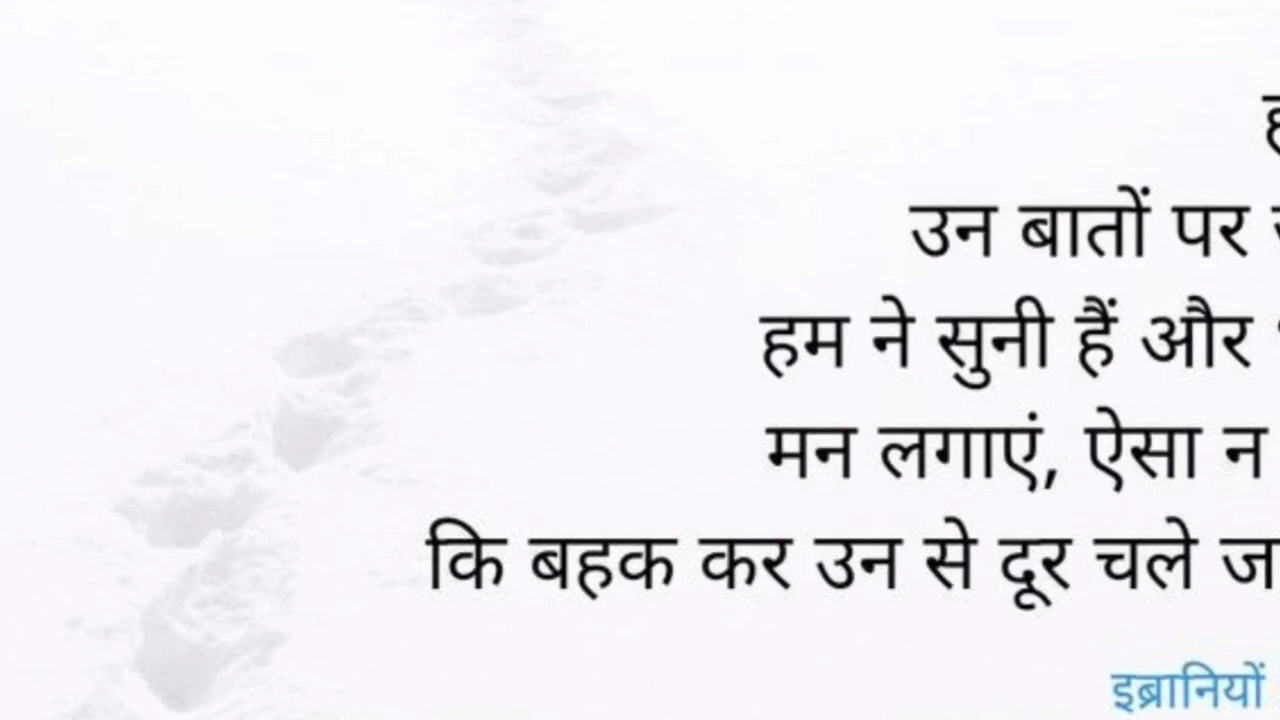 उन बातों पर
हम ने सुनी हैं और
मन लगाएं, ऐसा न
कि बहक कर उन से दूर चले
इब्रानियों